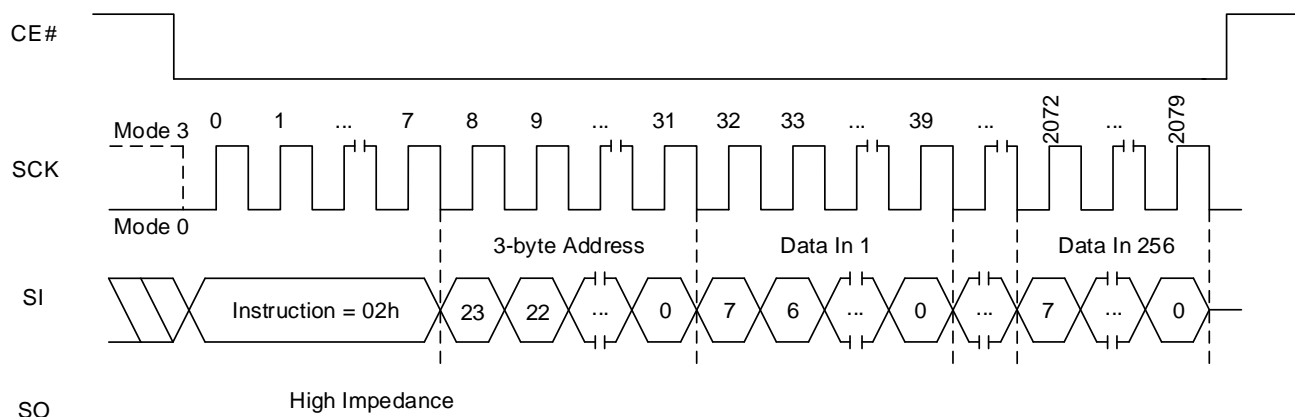 CE#
Mode 3
0 1 ... 7 8 9 ... 31 32 33 ... 39 ... 2072 ... 2079
SCK
Mode 0
3-byte Address Data In 1 Data In 256
SI
Instruction = 02h 23 22 ... 0 7 6 ... 0 ... 7 ... 0
High Impedance
SO